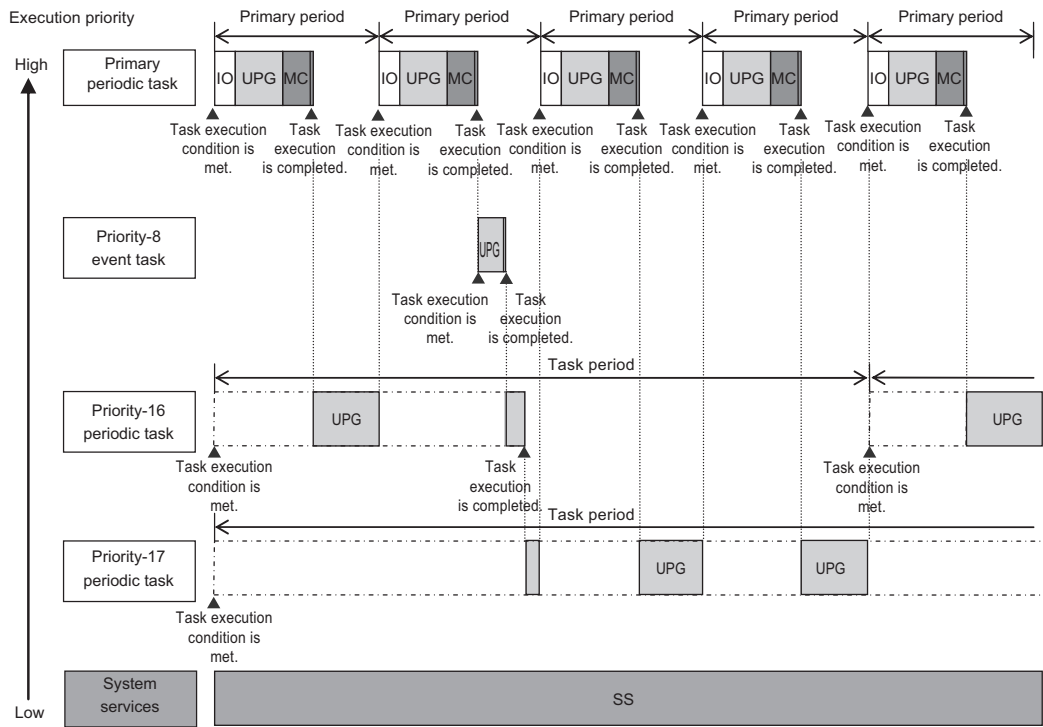 Execution priority
Primary period
Primary period
Primary period
Primary period
Primary period
High
Primary
periodic task
IO UPG MC
IO UPG MC
IO UPG MC
IO UPG MC
IO UPG MC
Task execution
condition is
met.
Task
execution
is completed.
Task execution
condition is
met.
Task
execution
is completed.
Task execution
condition is
met.
Task
execution
is completed.
Task execution
condition is
met.
Task
execution
is completed.
Task execution
condition is
met.
Task
execution
is completed.
Priority-8
event task
UPG
Task execution
condition is
met.
Task
execution
is completed.
Task period
Priority-16
periodic task
UPG
UPG
Task execution
condition is
met.
Task
execution
is completed.
Task execution
condition is
met.
Task period
Priority-17
periodic task
UPG
UPG
Task execution
condition is
met.
System
services
SS
Low